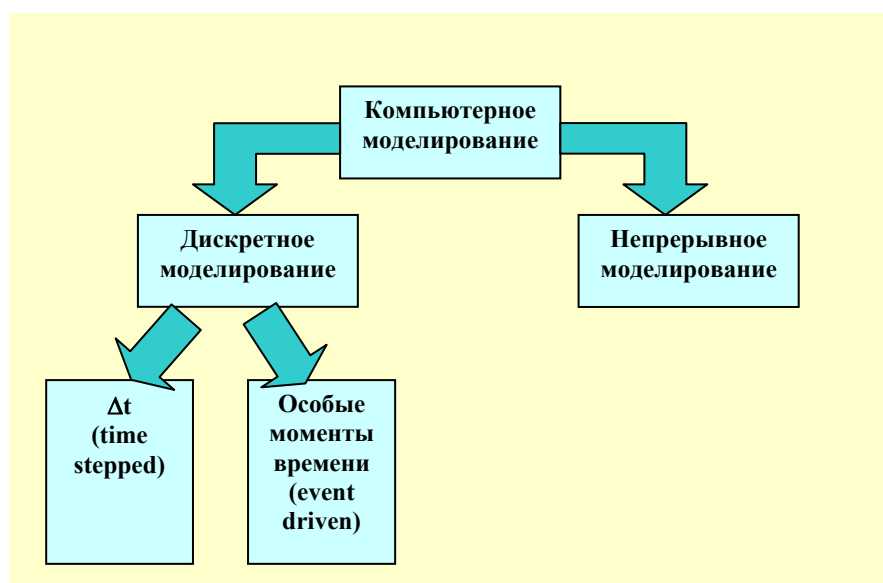 Компьютерное
моделирование
Дискретное
моделирование
Непрерывное
моделирование
Δt
(time
stepped)
Особые
моменты
времени
(event
driven)